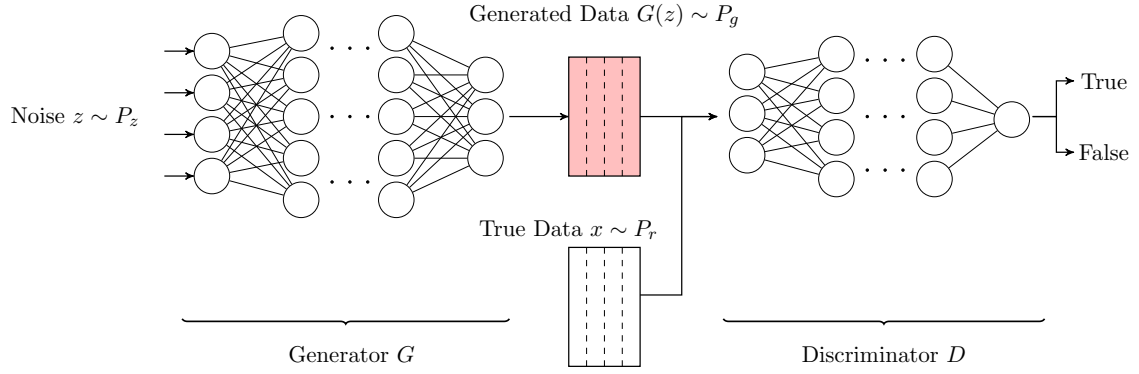 Generated Data G(z) ∼ P_g
True
Noise z ∼ P_z
False
True Data x ∼ P_r
Generator G
Discriminator D